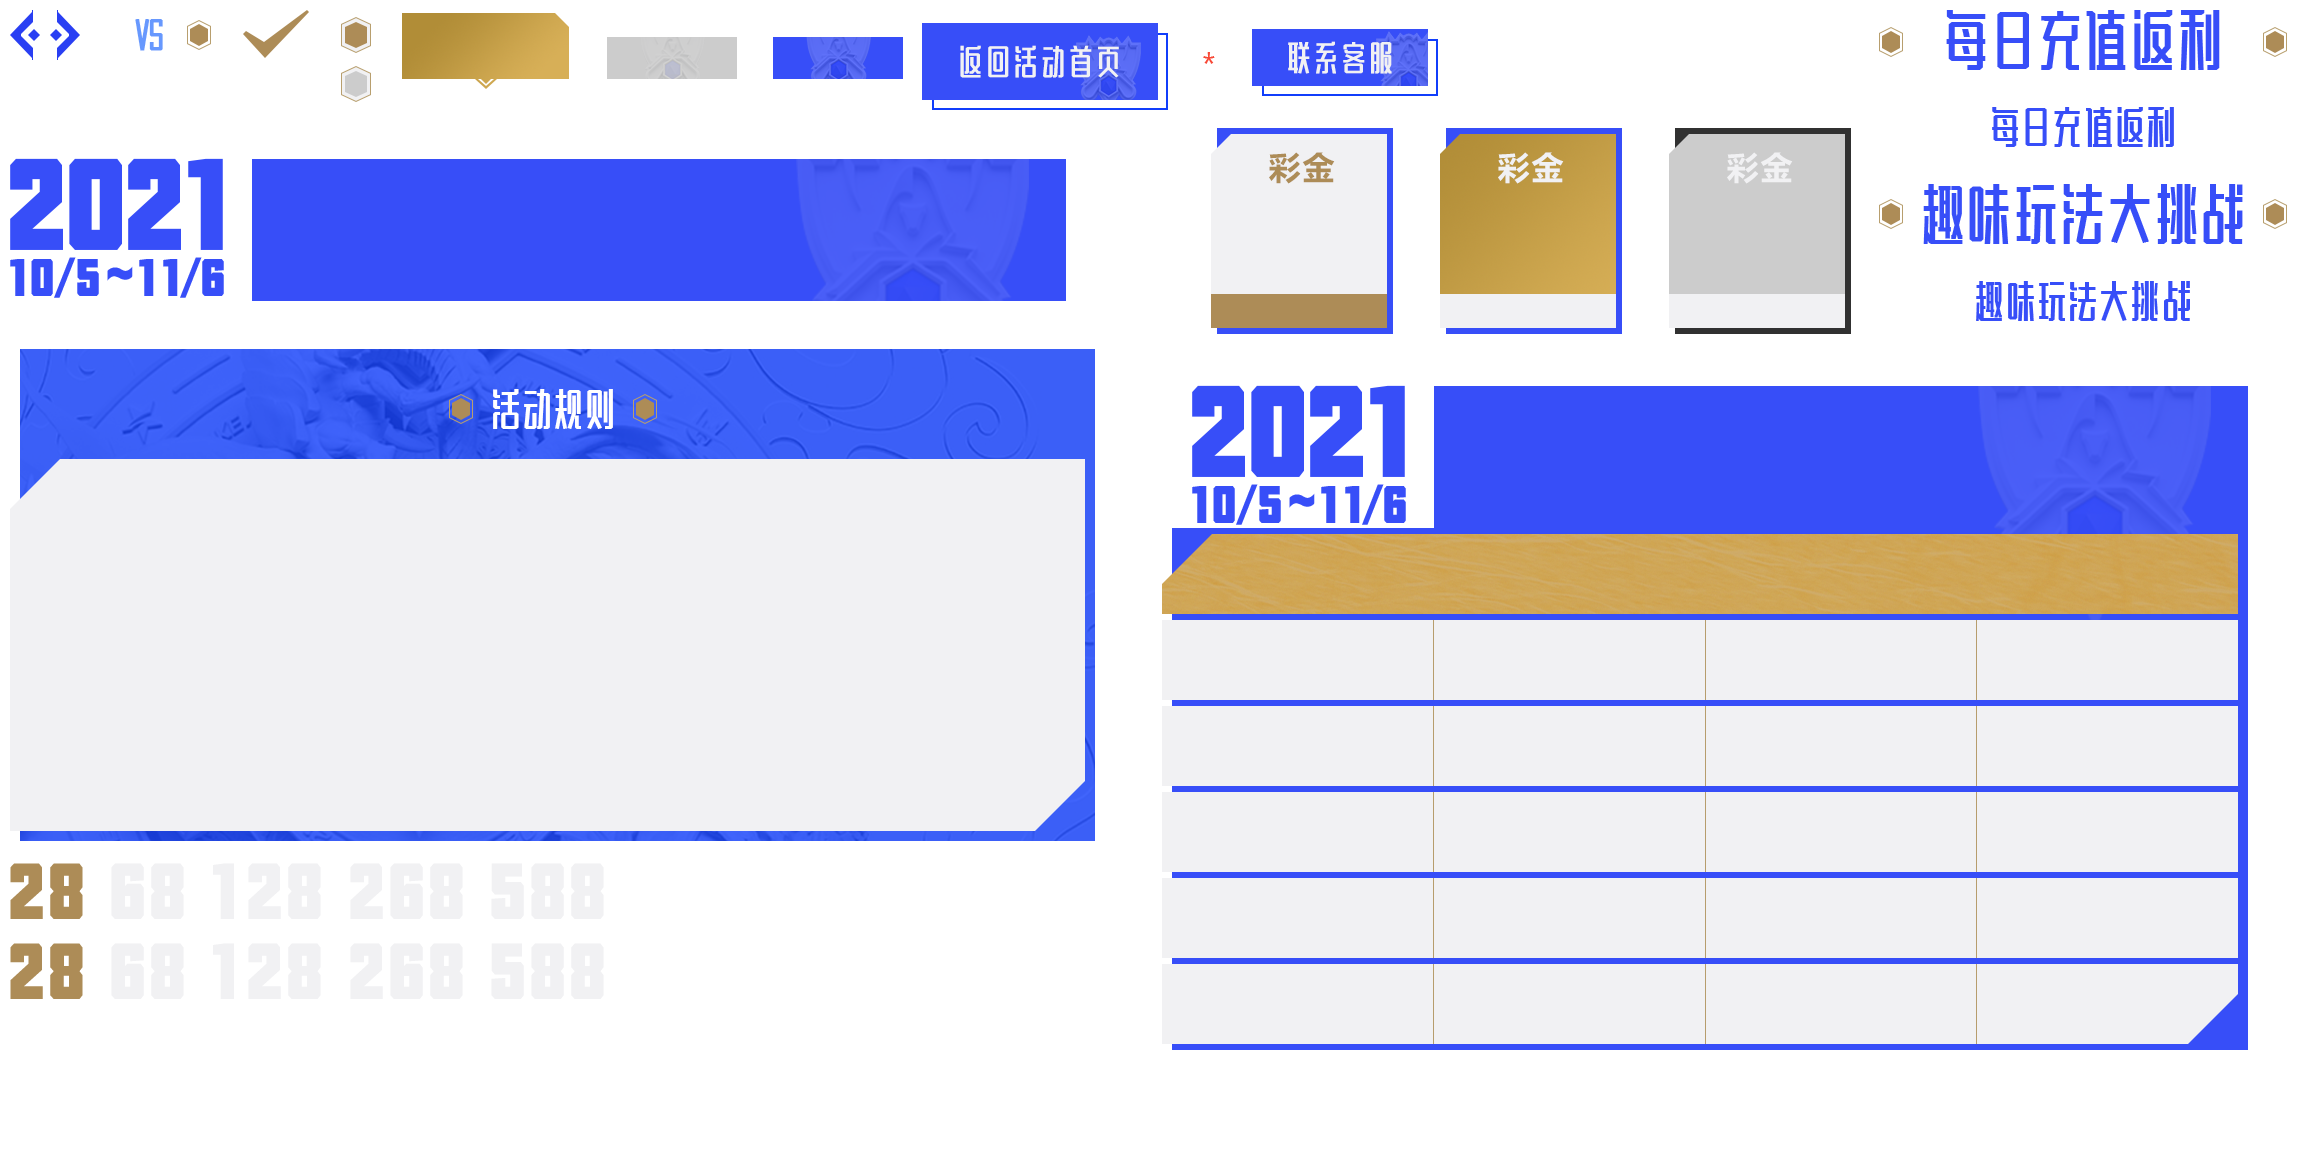 VS
返回活动首页
*
联系客服
每日充值返利
每日充值返利
2021
10/5~11/6
彩金
彩金
彩金
趣味玩法大挑战
趣味玩法大挑战
活动规则
2021
10/5~11/6
28 68 128 268 588
28 68 128 268 588